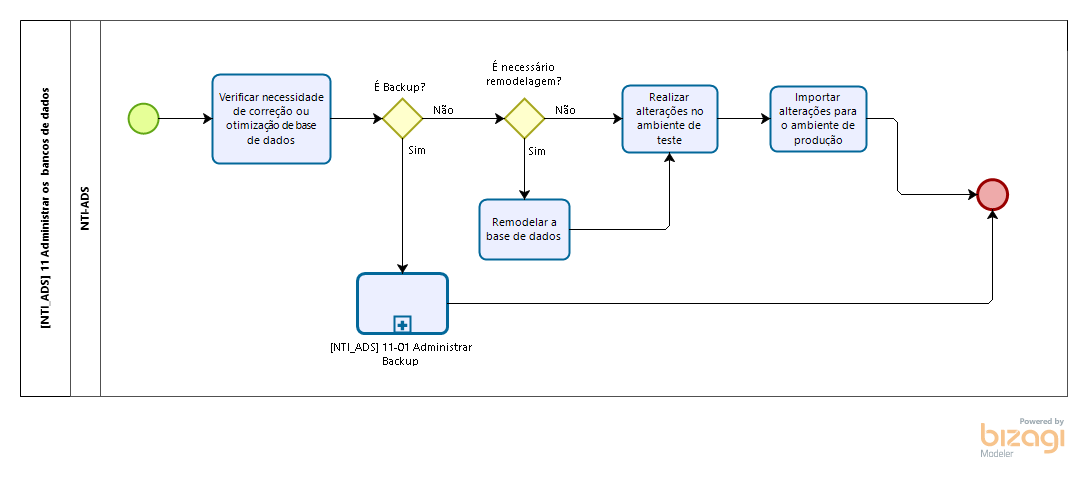 [NTI_ADS] 11 Administrar os bancos de dados
NTI-ADS
Verificar necessidade
de correção ou
otimização de base
de dados
É Backup?
Não
Sim
É necessário
remodelagem?
Não
Sim
Realizar
alterações no
ambiente de
teste
Importar
alterações para
o ambiente de
produção
Remodelar a
base de dados
[NTI_ADS] 11-01 Administrar
Backup
Powered by
bizagi
Modeler